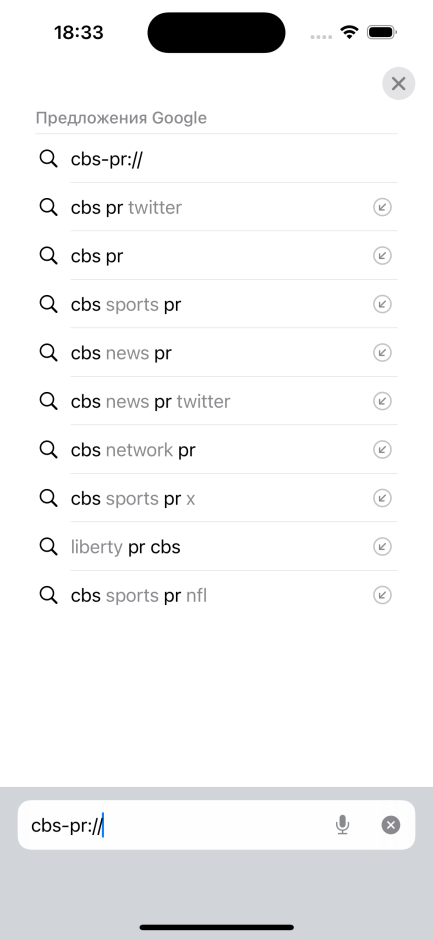 18:33
Предложения Google
cbs-pr://
cbs pr twitter
cbs pr
cbs sports pr
cbs news pr
cbs news pr twitter
cbs network pr
cbs sports pr x
liberty pr cbs
cbs sports pr nfl
cbs-pr://